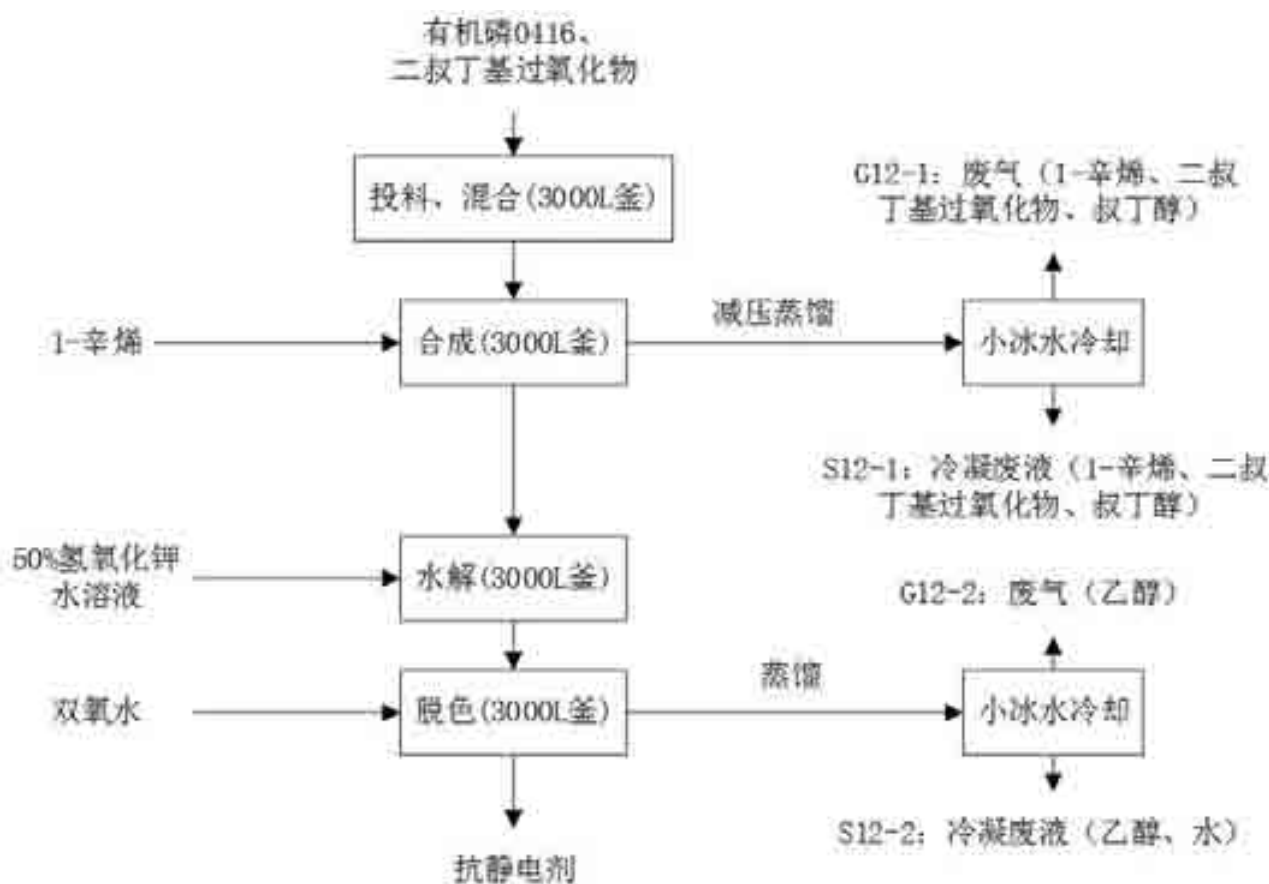 有机磷0416、
二叔丁基过氧化物
投料、混合(3000L釜)
G12-1：废气（1-辛烯、二叔
丁基过氧化物、叔丁醇）
1-辛烯
合成(3000L釜)
减压蒸馏
小冰水冷却
S12-1：冷凝废液（1-辛烯、二叔
丁基过氧化物、叔丁醇）
50%氢氧化钾
水溶液
水解(3000L釜)
G12-2：废气（乙醇）
双氧水
脱色(3000L釜)
蒸馏
小冰水冷却
S12-2：冷凝废液（乙醇、水）
抗静电剂